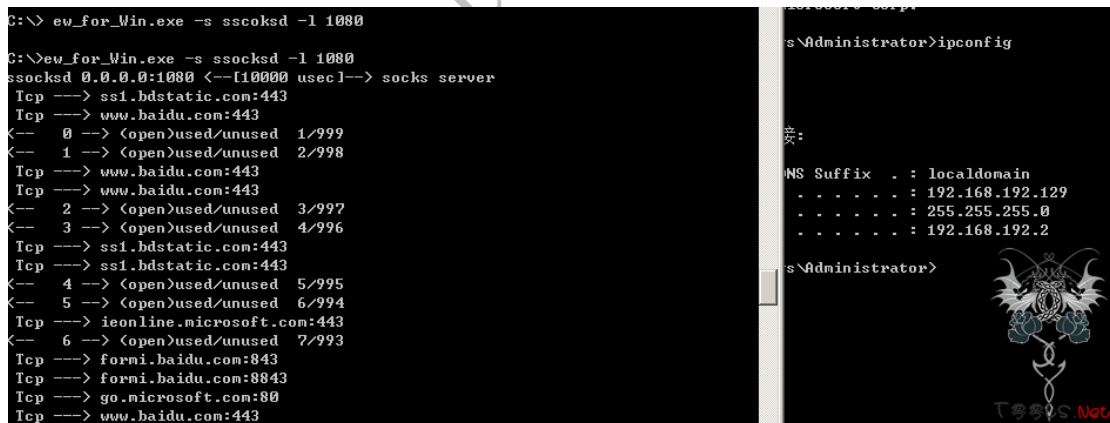 C:\> ew_for_Win.exe -s sscoksd -l 1080
C:\>ew_for_Win.exe -s ssocksd -l 1080
ssocksd 0.0.0.0:1080 <--[10000 usec]--> socks server
Tcp ---> ss1.bdstatic.com:443
Tcp ---> www.baidu.com:443
<--   0 --> (open)used/unused  1/999
<--   1 --> (open)used/unused  2/998
Tcp ---> www.baidu.com:443
Tcp ---> www.baidu.com:443
<--   2 --> (open)used/unused  3/997
<--   3 --> (open)used/unused  4/996
Tcp ---> ss1.bdstatic.com:443
Tcp ---> ss1.bdstatic.com:443
<--   4 --> (open)used/unused  5/995
<--   5 --> (open)used/unused  6/994
Tcp ---> ieonline.microsoft.com:443
<--   6 --> (open)used/unused  7/993
Tcp ---> formi.baidu.com:843
Tcp ---> formi.baidu.com:8843
Tcp ---> go.microsoft.com:80
Tcp ---> www.baidu.com:443
s\Administrator>ipconfig
接:
NS Suffix  . : localdomain
. . . . . . : 192.168.192.129
. . . . . . : 255.255.255.0
. . . . . . : 192.168.192.2
s\Administrator>